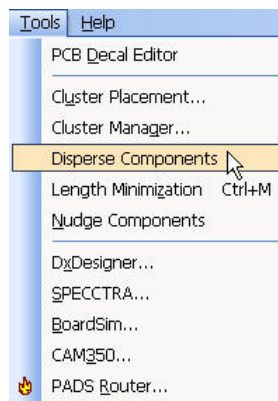 Tools Help
PCB Decal Editor
Cluster Placement...
Cluster Manager...
Disperse Components
Length Minimization Ctrl+M
Nudge Components
DxDesigner...
SPECCTRA...
BoardSim...
CAM350...
PADS Router...